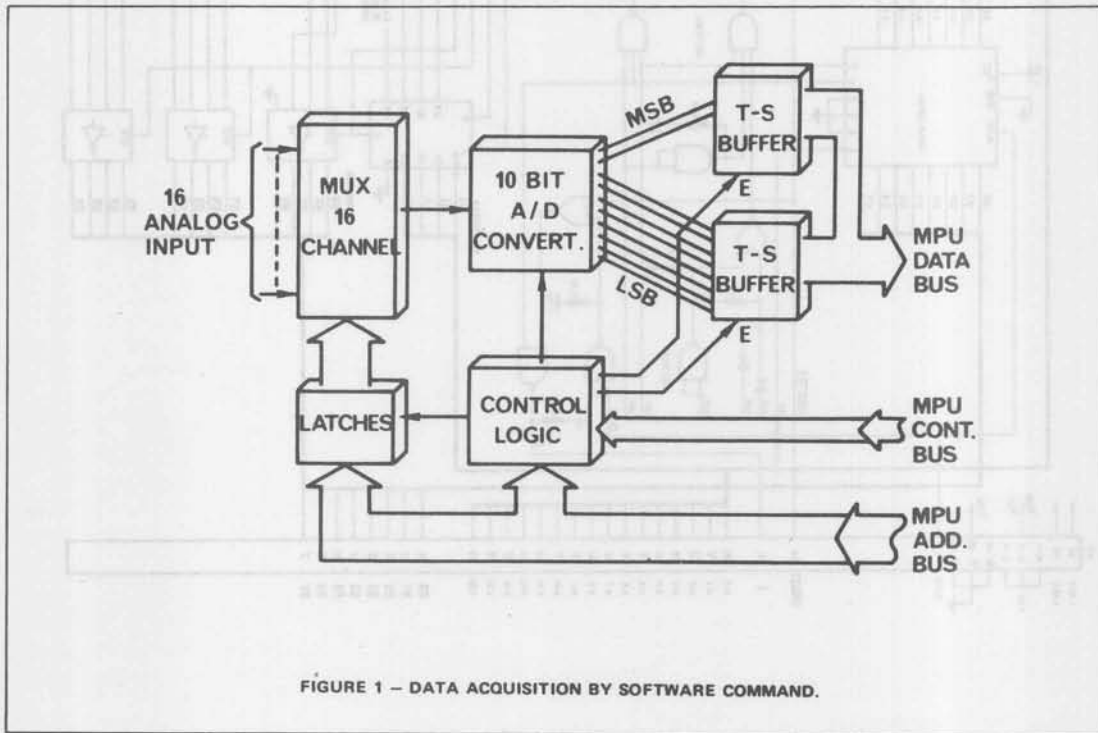 16
ANALOG
INPUT
MUX
16
CHANNEL
10 BIT
A/D
CONVERT.
MSB
LSB
T-S
BUFFER
E
T-S
BUFFER
E
MPU
DATA
BUS
LATCHES
CONTROL
LOGIC
MPU
CONT.
BUS
MPU
ADD.
BUS
FIGURE 1 – DATA ACQUISITION BY SOFTWARE COMMAND.